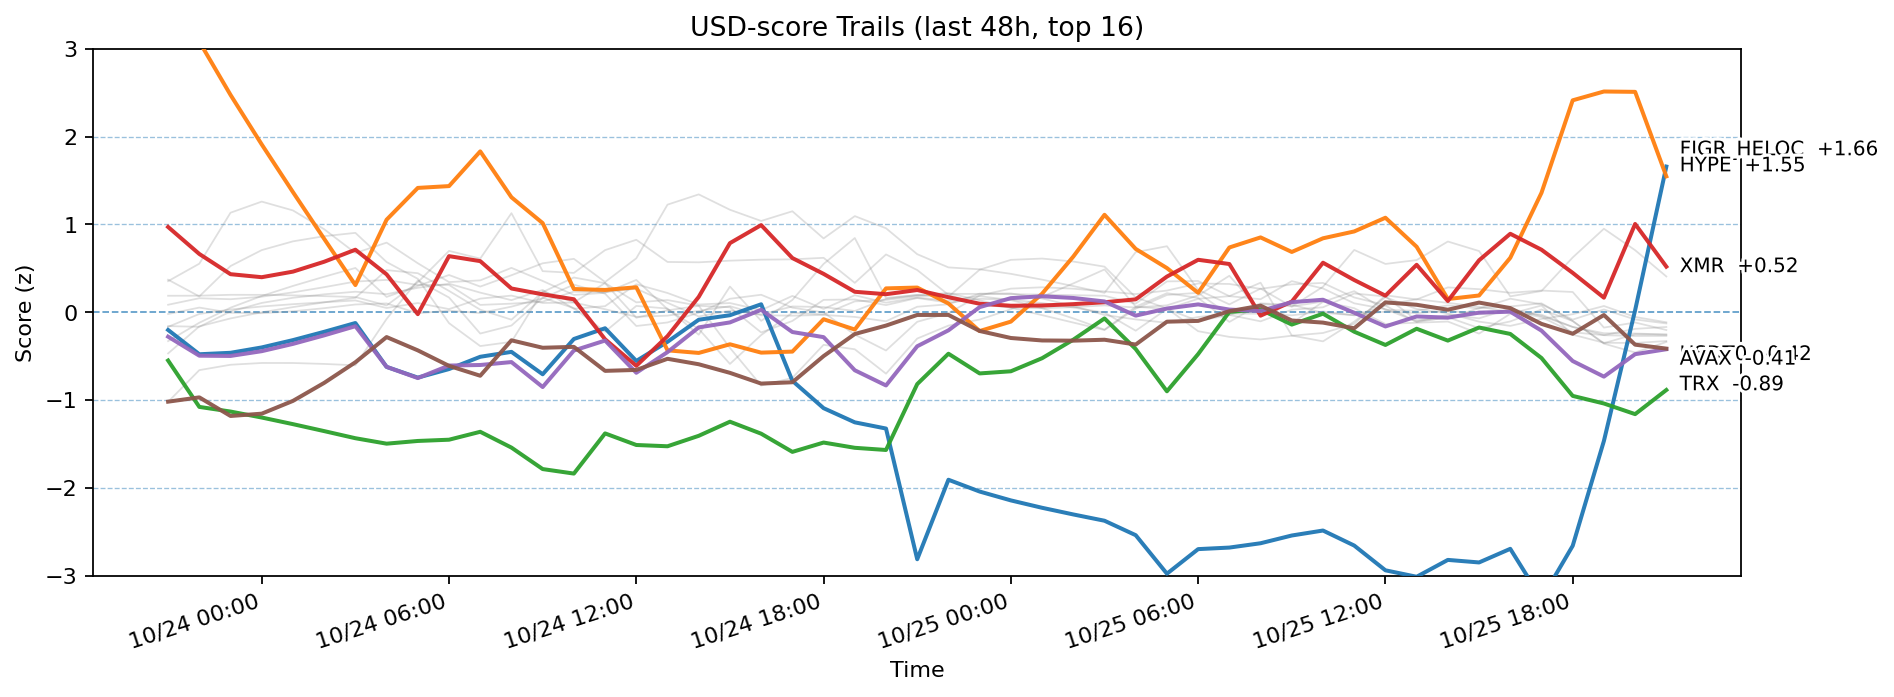 USD-score Trails (last 48h, top 16)
Score (z)
3
2
1
0
−1
−2
−3
FIGR_HELOC +1.66
HYPE +1.55
XMR +0.52
AVAX -0.41
TRX -0.89
10/24 00:00
10/24 06:00
10/24 12:00
10/24 18:00
10/25 00:00
10/25 06:00
10/25 12:00
10/25 18:00
Time